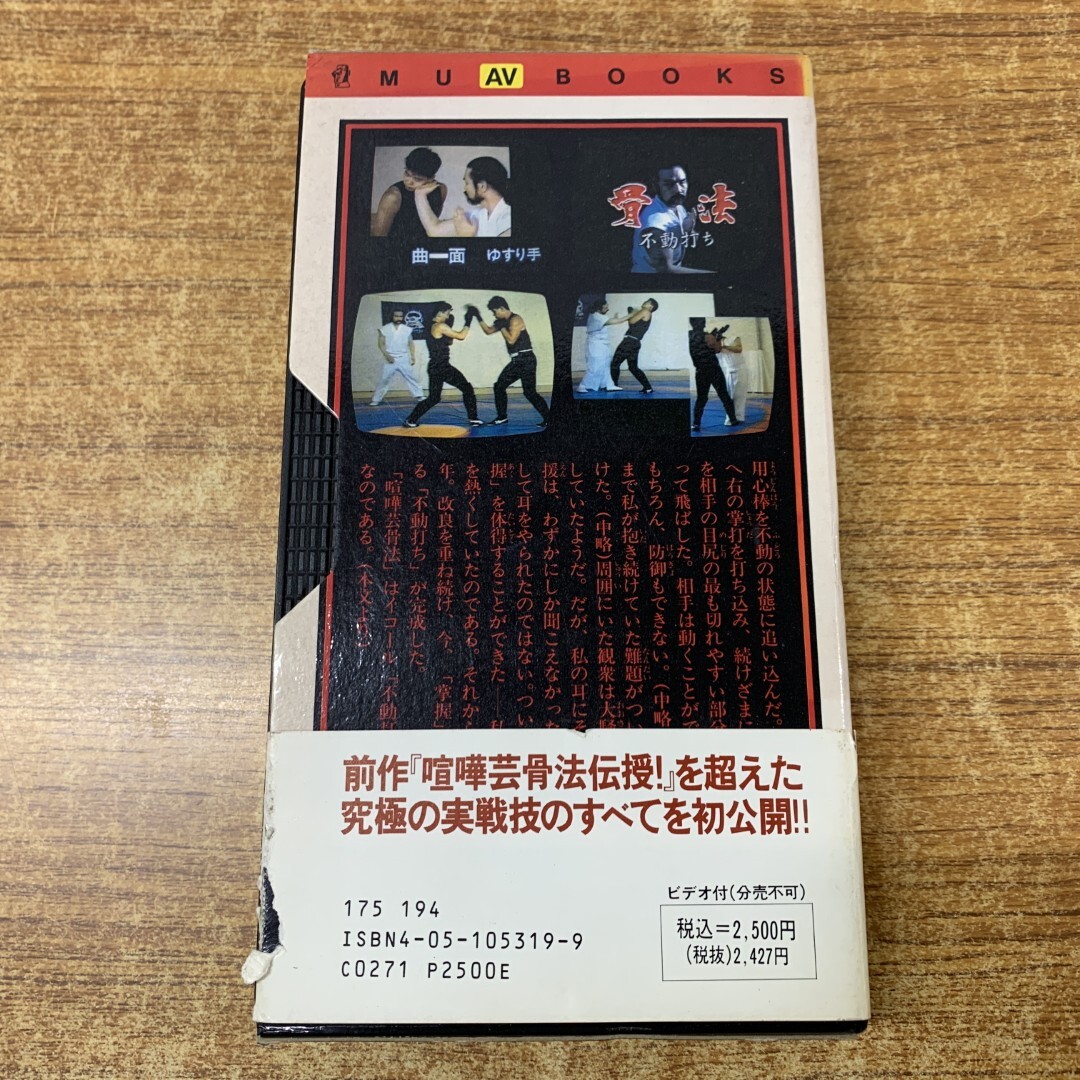 MU AV BOOKS
曲一面 ゆすり手
骨法
不動打ち
用心棒を不動の状態に追い込んだ。
へ右の掌打を打ち込み、続けざまに
を相手の目尻の最も切れやすい部分
って飛ばした。相手は動くことがで
もちろん、防御もできない。(中略
まで私が抱き続けていた難題がつい
けた。(中略)周囲にいた観衆は大騒
していたようだ。だが、私の耳にそ
援は、わずかにしか聞こえなかった
して耳をやられたのではない。つい
握」を体得することができた——私
を熱くしていたのである。それから
年。改良を重ね続け、今、「掌握」
る「不動打ち」が完成した。
「喧嘩芸骨法」はイコール「不動打
なのである。(本文より)
前作『喧嘩芸骨法伝授!』を超えた
究極の実戦技のすべてを初公開!!
175 194
ISBN4-05-105319-9
C0271 P2500E
ビデオ付(分売不可)
税込=2,500円
(税抜)2,427円